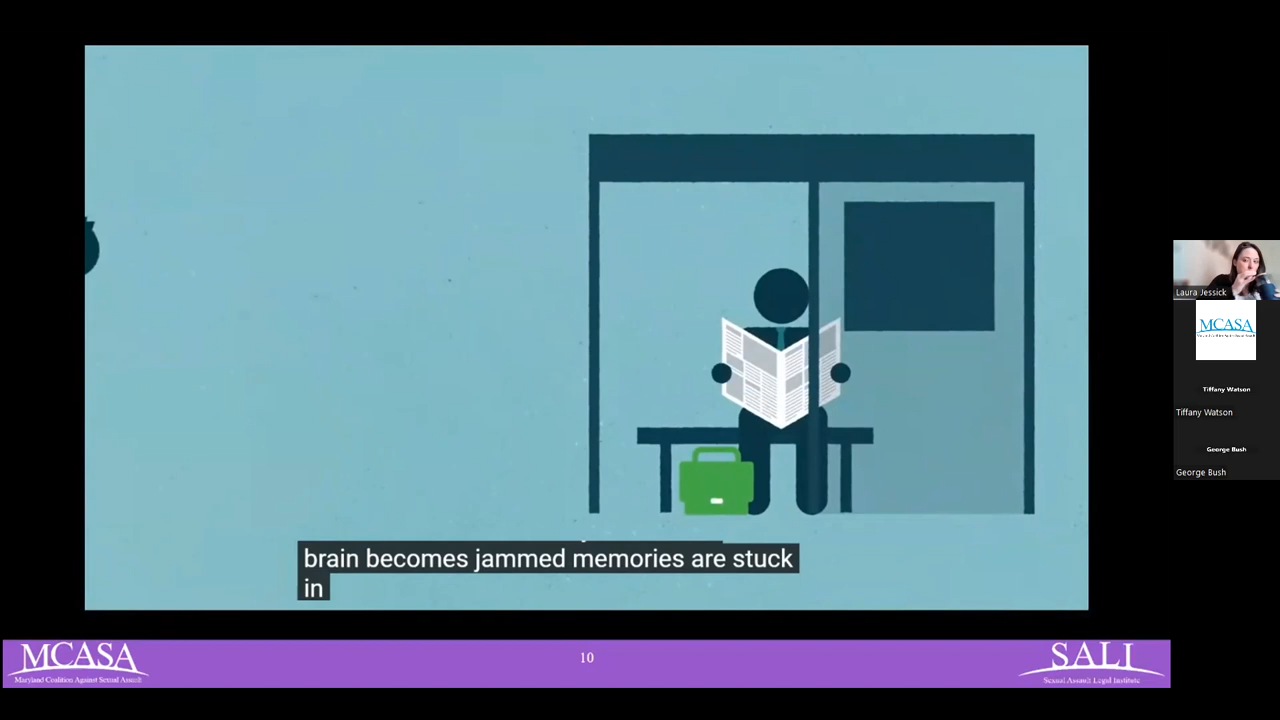 brain becomes jammed memories are stuck
in
MCASA
Maryland Coalition Against Sexual Assault
10
SALI
Sexual Assault Legal Institute
Laura Jessick
MCASA
Tiffany Watson
Tiffany Watson
George Bush
George Bush